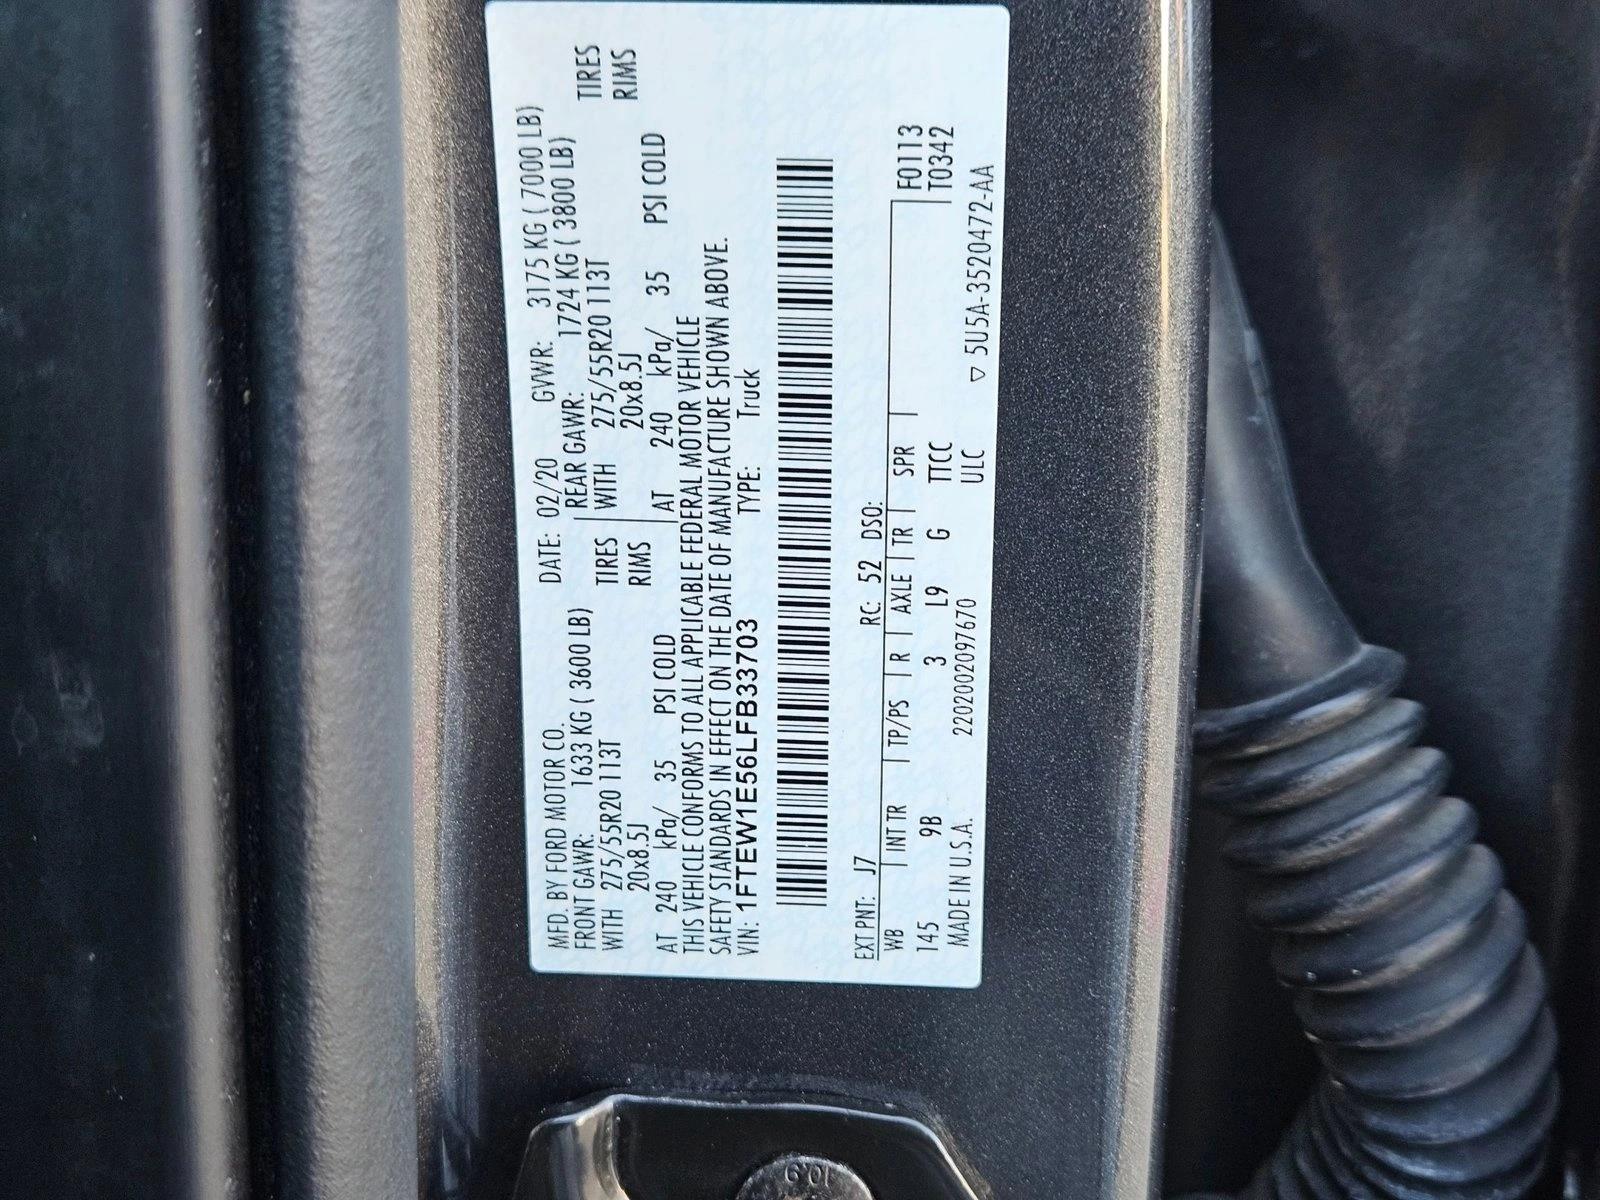 MFD. BY FORD MOTOR CO. DATE: 02/20 GVWR: 3175 KG ( 7000 LB)
FRONT GAWR: 1633 KG ( 3600 LB) REAR GAWR: 1724 KG ( 3800 LB)
WITH 275/55R20 113T TIRES WITH 275/55R20 113T TIRES
20x8.5J RIMS 20x8.5J RIMS
AT 240 kPa/ 35 PSI COLD AT 240 kPa/ 35 PSI COLD
THIS VEHICLE CONFORMS TO ALL APPLICABLE FEDERAL MOTOR VEHICLE
SAFETY STANDARDS IN EFFECT ON THE DATE OF MANUFACTURE SHOWN ABOVE.
VIN: 1FTEW1E56LFB33703 TYPE: Truck
EXT PNT: J7 RC: 52 DSO:
WB INT TR TP/PS R AXLE TR SPR F0113
145 9B 3 L9 G TTCC T0342
MADE IN U.S.A. 2202002097670 ULC ▽ 5U5A-3520472-AA
10.9